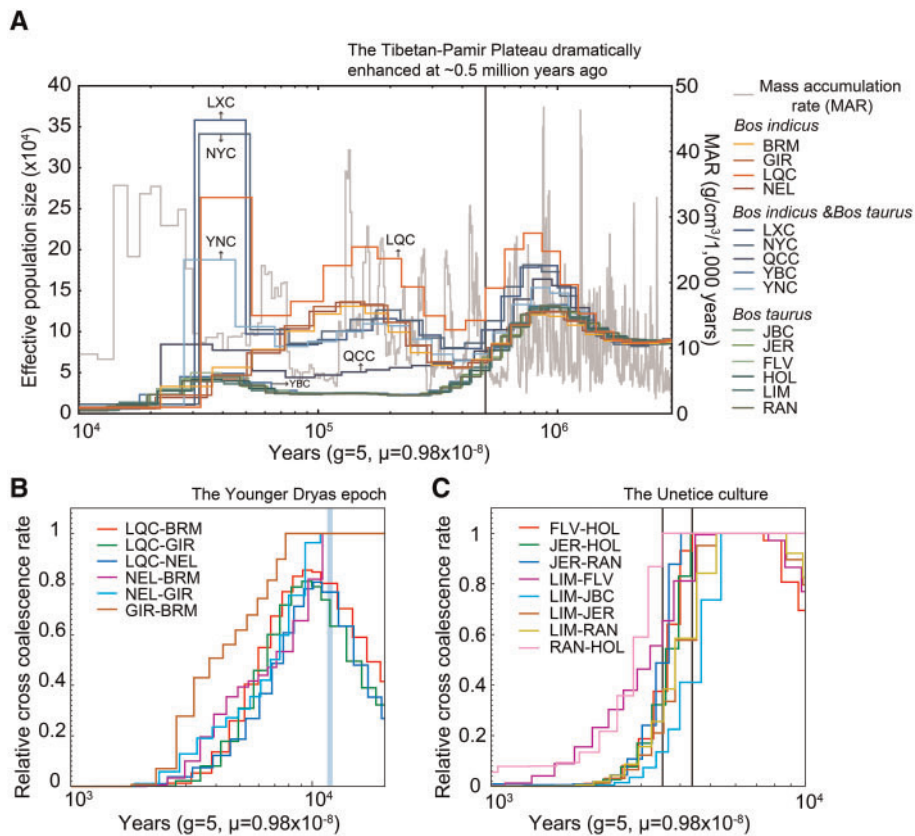 A
The Tibetan-Pamir Plateau dramatically
enhanced at ~0.5 million years ago
Effective population size (x10⁴)
40
35
30
25
20
15
10
5
0
LXC
NYC
YNC
LQC
QCC
YBC
50
40
30
20
10
0
MAR (g/cm³/1,000 years)
10⁴
10⁵
10⁶
Years (g=5, μ=0.98x10⁻⁸)
Mass accumulation
rate (MAR)
Bos indicus
BRM
GIR
LQC
NEL
Bos indicus &Bos taurus
LXC
NYC
QCC
YBC
YNC
Bos taurus
JBC
JER
FLV
HOL
LIM
RAN
B
The Younger Dryas epoch
Relative cross coalescence rate
1
0.8
0.6
0.4
0.2
0
LQC-BRM
LQC-GIR
LQC-NEL
NEL-BRM
NEL-GIR
GIR-BRM
10³
10⁴
Years (g=5, μ=0.98x10⁻⁸)
C
The Unetice culture
Relative cross coalescence rate
1
0.8
0.6
0.4
0.2
0
FLV-HOL
JER-HOL
JER-RAN
LIM-FLV
LIM-JBC
LIM-JER
LIM-RAN
RAN-HOL
10³
10⁴
Years (g=5, μ=0.98x10⁻⁸)